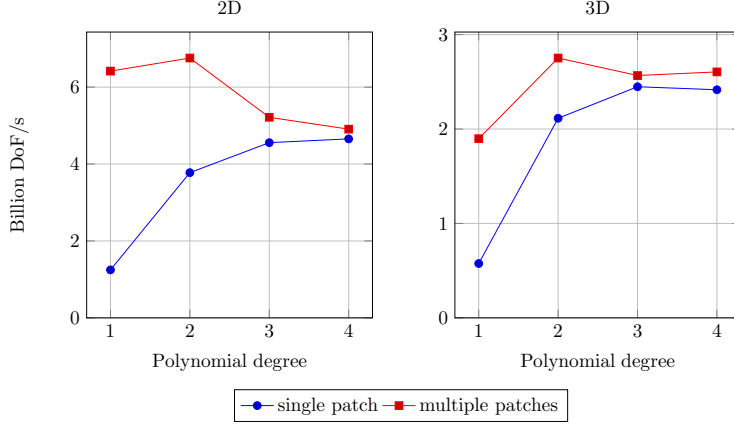 2D
3D
Billion DoF/s
6
4
2
0
1 2 3 4
Polynomial degree
3
2
1
0
1 2 3 4
Polynomial degree
single patch multiple patches